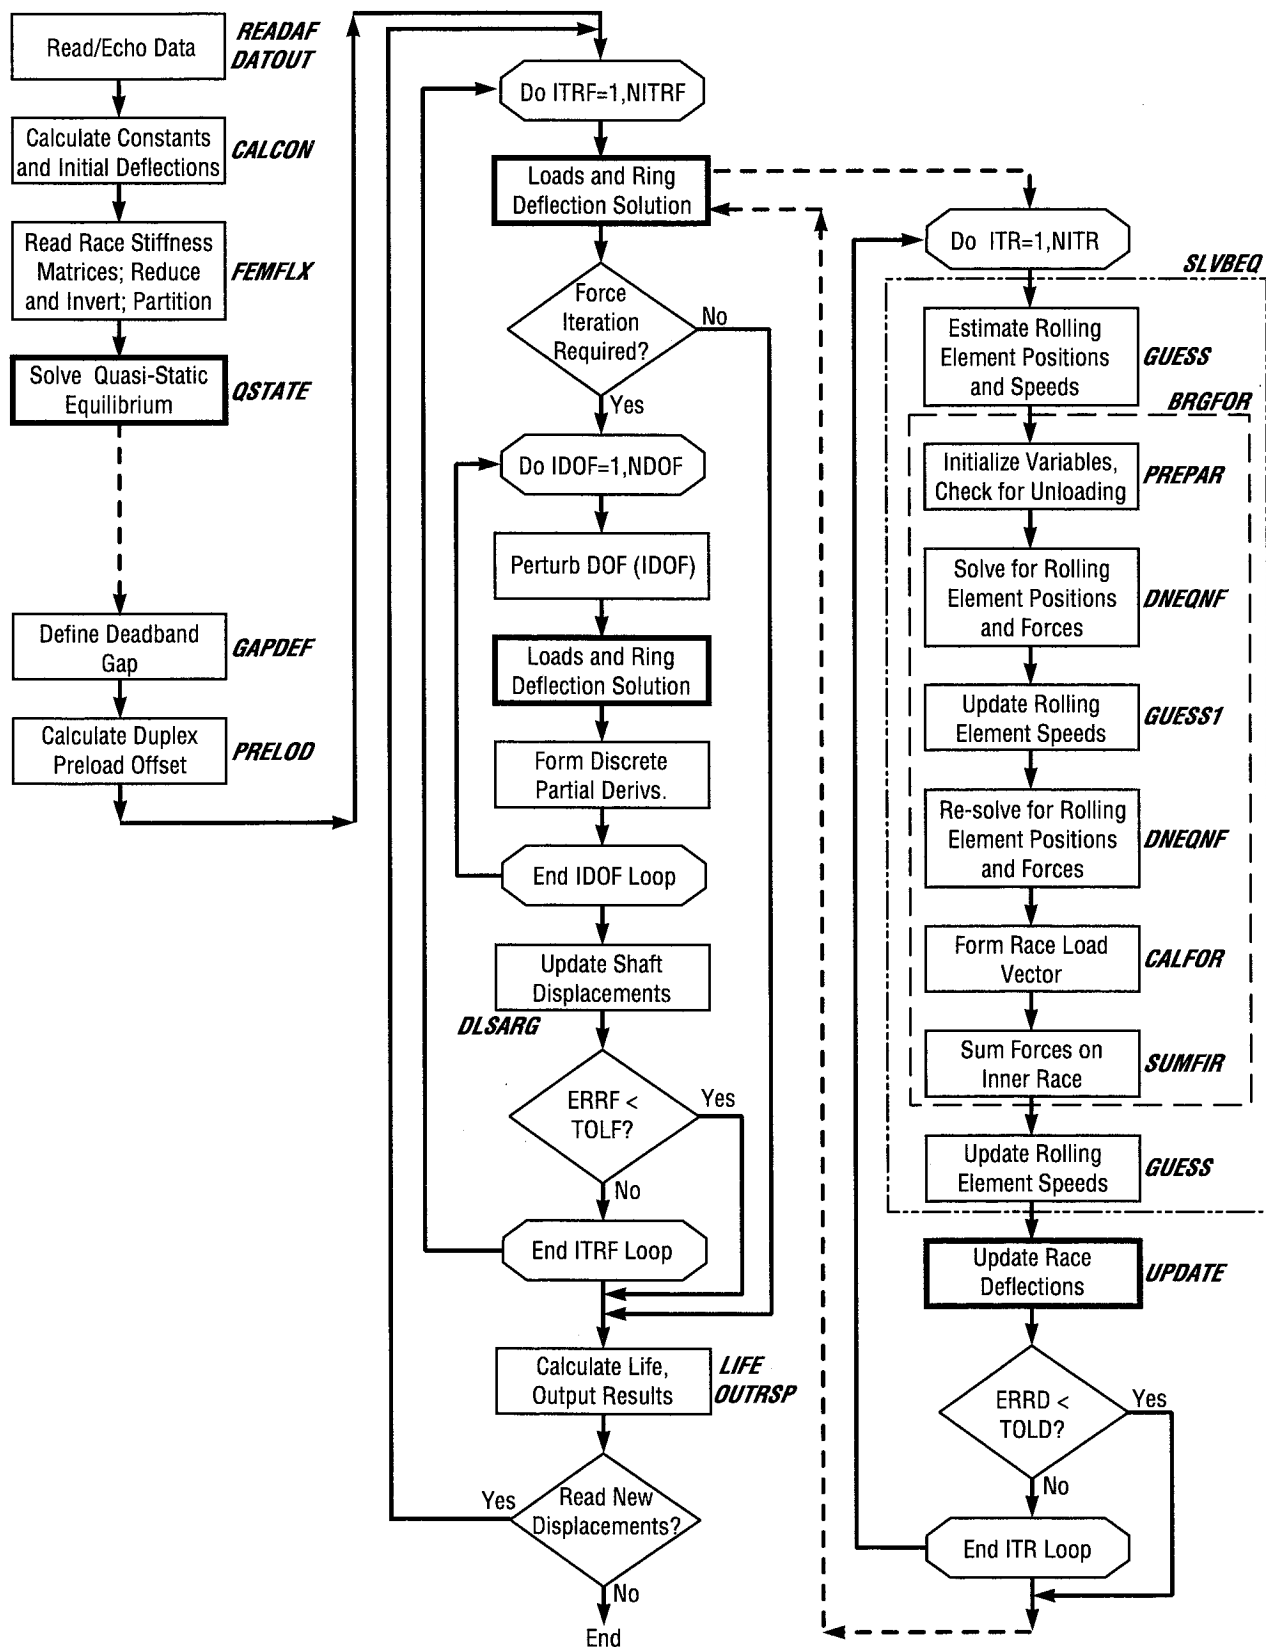 Read/Echo Data
READAF
DATOUT
Calculate Constants
and Initial Deflections
CALCON
Read Race Stiffness
Matrices; Reduce
and Invert; Partition
FEMFLX
Solve Quasi-Static
Equilibrium
QSTATE
Define Deadband
Gap
GAPDEF
Calculate Duplex
Preload Offset
PRELOD
Do ITRF=1,NITRF
Loads and Ring
Deflection Solution
Force
Iteration
Required?
No
Yes
Do IDOF=1,NDOF
Perturb DOF (IDOF)
Loads and Ring
Deflection Solution
Form Discrete
Partial Derivs.
End IDOF Loop
Update Shaft
Displacements
DLSARG
ERRF <
TOLF?
Yes
No
End ITRF Loop
Calculate Life,
Output Results
LIFE
OUTRSP
Read New
Displacements?
Yes
No
End
Do ITR=1,NITR
SLVBEQ
Estimate Rolling
Element Positions
and Speeds
GUESS
BRGFOR
Initialize Variables,
Check for Unloading
PREPAR
Solve for Rolling
Element Positions
and Forces
DNEQNF
Update Rolling
Element Speeds
GUESS1
Re-solve for Rolling
Element Positions
and Forces
DNEQNF
Form Race Load
Vector
CALFOR
Sum Forces on
Inner Race
SUMFIR
Update Rolling
Element Speeds
GUESS
Update Race
Deflections
UPDATE
ERRD <
TOLD?
Yes
No
End ITR Loop